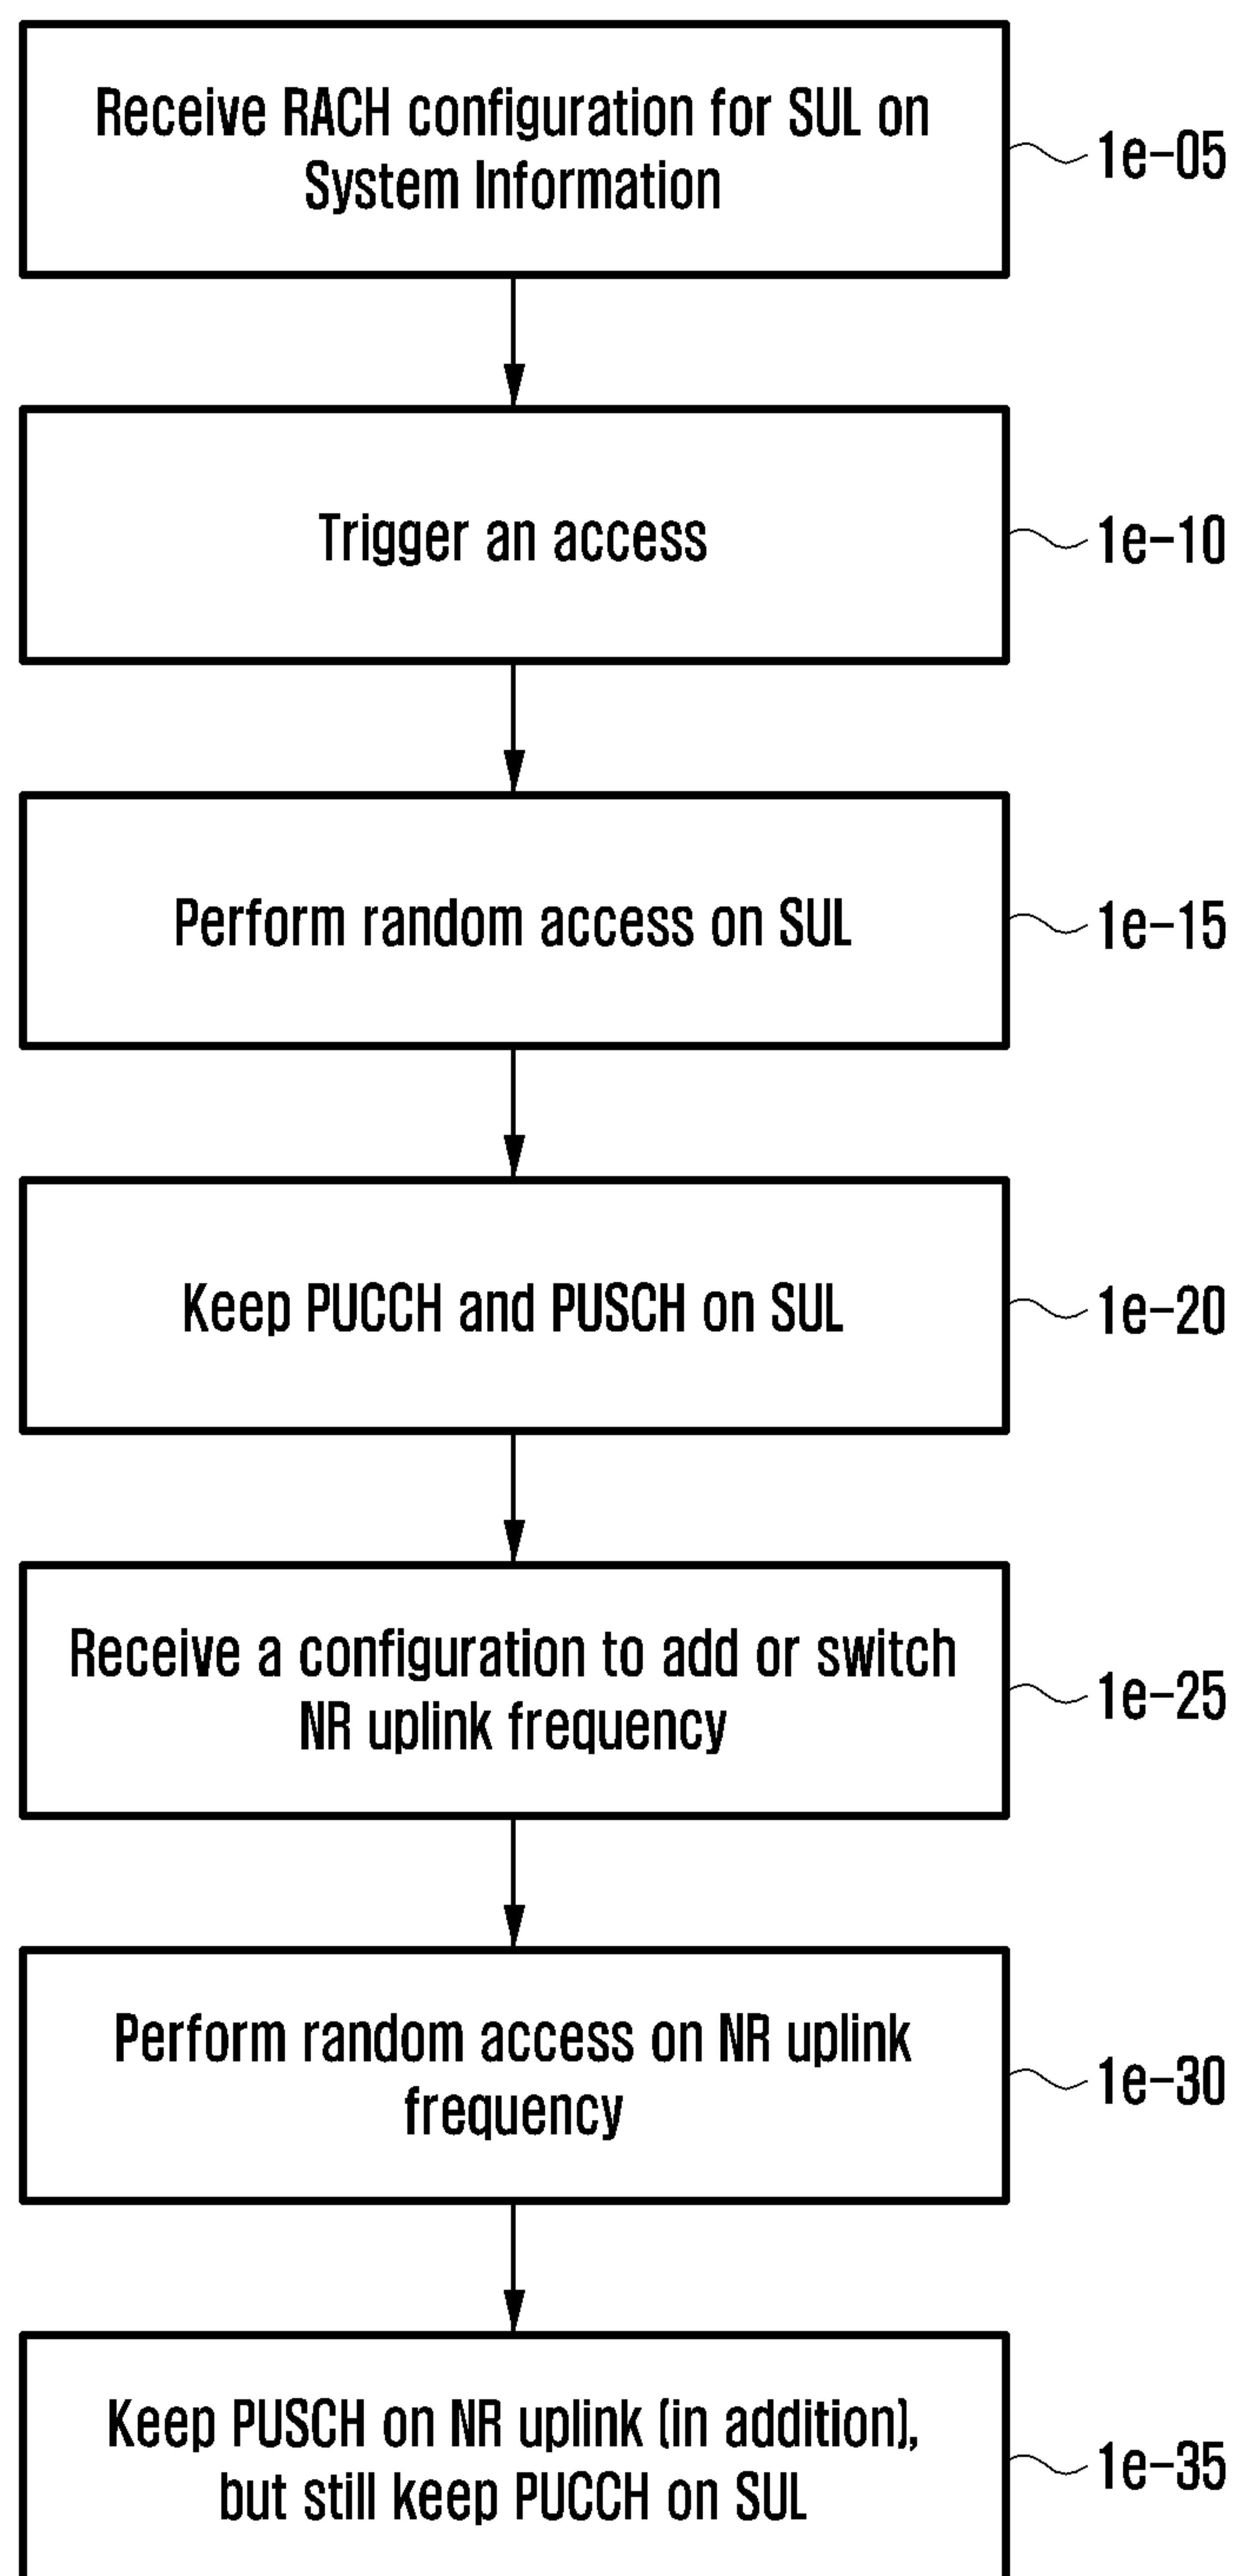 Receive RACH configuration for SUL on
System Information
1e-05
Trigger an access
1e-10
Perform random access on SUL
1e-15
Keep PUCCH and PUSCH on SUL
1e-20
Receive a configuration to add or switch
NR uplink frequency
1e-25
Perform random access on NR uplink
frequency
1e-30
Keep PUSCH on NR uplink (in addition),
but still keep PUCCH on SUL
1e-35